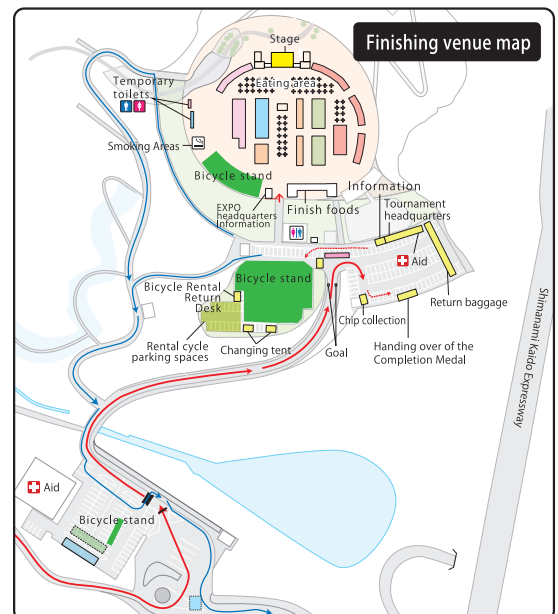 Finishing venue map
Stage
Eating area
Temporary
toilets
Smoking Areas
Bicycle stand
Information
EXPO
headquarters
Information
Finish foods
Tournament
headquarters
Aid
Bicycle stand
Bicycle Rental
Return
Desk
Return baggage
Chip collection
Rental cycle
parking spaces
Changing tent
Goal
Handing over of the
Completion Medal
Shimanami Kaido Expressway
Aid
Bicycle stand